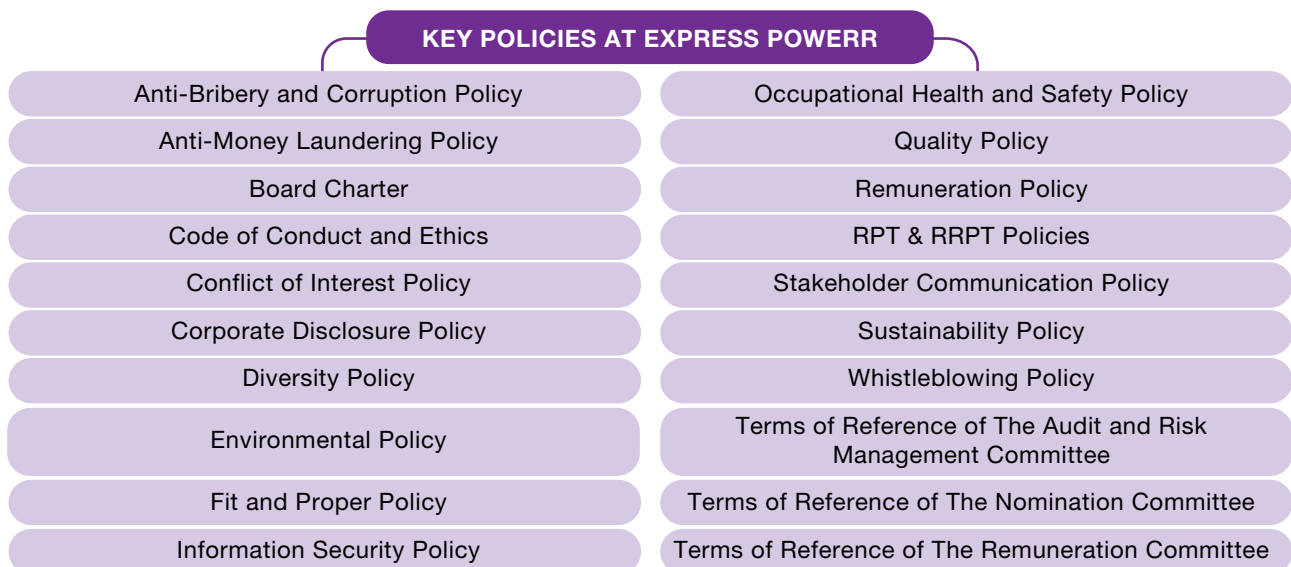 KEY POLICIES AT EXPRESS POWERR
Anti-Bribery and Corruption Policy
Anti-Money Laundering Policy
Board Charter
Code of Conduct and Ethics
Conflict of Interest Policy
Corporate Disclosure Policy
Diversity Policy
Environmental Policy
Fit and Proper Policy
Information Security Policy
Occupational Health and Safety Policy
Quality Policy
Remuneration Policy
RPT & RRPT Policies
Stakeholder Communication Policy
Sustainability Policy
Whistleblowing Policy
Terms of Reference of The Audit and Risk
Management Committee
Terms of Reference of The Nomination Committee
Terms of Reference of The Remuneration Committee